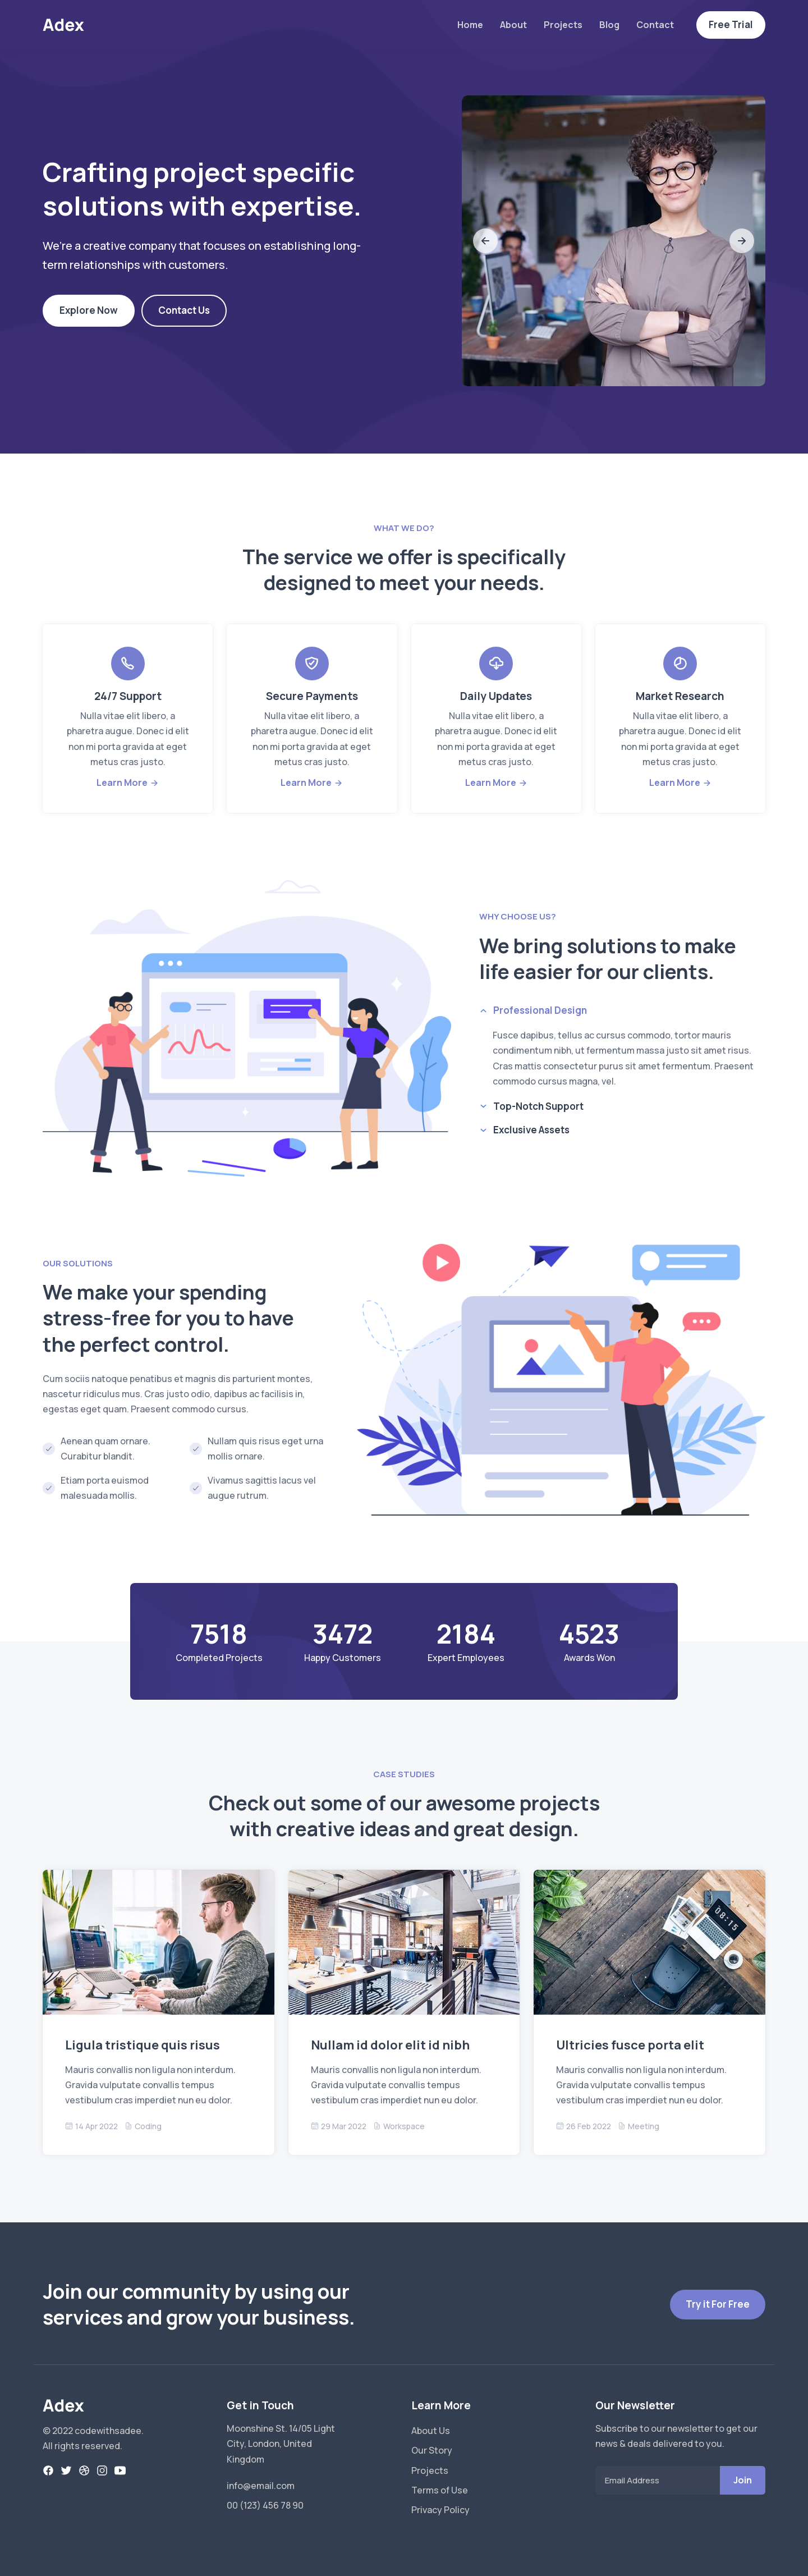 Adex
Home
About
Projects
Blog
Contact
Free Trial
Crafting project specific
solutions with expertise.
We're a creative company that focuses on establishing long-
term relationships with customers.
Explore Now
Contact Us
WHAT WE DO?
The service we offer is specifically
designed to meet your needs.
24/7 Support
Nulla vitae elit libero, a
pharetra augue. Donec id elit
non mi porta gravida at eget
metus cras justo.
Learn More
Secure Payments
Nulla vitae elit libero, a
pharetra augue. Donec id elit
non mi porta gravida at eget
metus cras justo.
Learn More
Daily Updates
Nulla vitae elit libero, a
pharetra augue. Donec id elit
non mi porta gravida at eget
metus cras justo.
Learn More
Market Research
Nulla vitae elit libero, a
pharetra augue. Donec id elit
non mi porta gravida at eget
metus cras justo.
Learn More
WHY CHOOSE US?
We bring solutions to make
life easier for our clients.
Professional Design
Fusce dapibus, tellus ac cursus commodo, tortor mauris
condimentum nibh, ut fermentum massa justo sit amet risus.
Cras mattis consectetur purus sit amet fermentum. Praesent
commodo cursus magna, vel.
Top-Notch Support
Exclusive Assets
OUR SOLUTIONS
We make your spending
stress-free for you to have
the perfect control.
Cum sociis natoque penatibus et magnis dis parturient montes,
nascetur ridiculus mus. Cras justo odio, dapibus ac facilisis in,
egestas eget quam. Praesent commodo cursus.
Aenean quam ornare.
Curabitur blandit.
Nullam quis risus eget urna
mollis ornare.
Etiam porta euismod
malesuada mollis.
Vivamus sagittis lacus vel
augue rutrum.
7518
Completed Projects
3472
Happy Customers
2184
Expert Employees
4523
Awards Won
CASE STUDIES
Check out some of our awesome projects
with creative ideas and great design.
08:15
Ligula tristique quis risus
Mauris convallis non ligula non interdum.
Gravida vulputate convallis tempus
vestibulum cras imperdiet nun eu dolor.
14 Apr 2022
Coding
Nullam id dolor elit id nibh
Mauris convallis non ligula non interdum.
Gravida vulputate convallis tempus
vestibulum cras imperdiet nun eu dolor.
29 Mar 2022
Workspace
Ultricies fusce porta elit
Mauris convallis non ligula non interdum.
Gravida vulputate convallis tempus
vestibulum cras imperdiet nun eu dolor.
26 Feb 2022
Meeting
Join our community by using our
services and grow your business.
Try it For Free
Adex
© 2022 codewithsadee.
All rights reserved.
Get in Touch
Moonshine St. 14/05 Light
City, London, United
Kingdom
info@email.com
00 (123) 456 78 90
Learn More
About Us
Our Story
Projects
Terms of Use
Privacy Policy
Our Newsletter
Subscribe to our newsletter to get our
news & deals delivered to you.
Email Address
Join